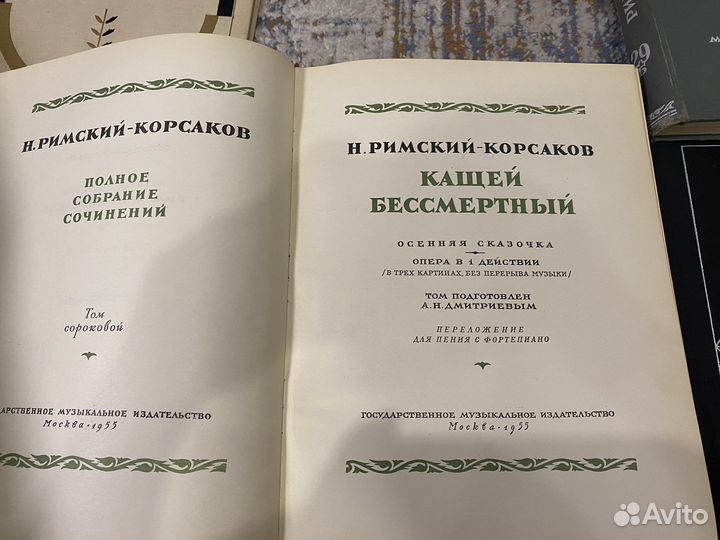 Н. РИМСКИЙ-КОРСАКОВ
ПОЛНОЕ
СОБРАНИЕ
СОЧИНЕНИЙ
Том
сороковой
МУЗЫКАЛЬНОЕ ИЗДАТЕЛЬСТВО
Москва · 1955
Н. РИМСКИЙ-КОРСАКОВ
КАЩЕЙ
БЕССМЕРТНЫЙ
ОСЕННЯЯ СКАЗОЧКА
ОПЕРА В 1 ДЕЙСТВИИ
/В ТРЕХ КАРТИНАХ, БЕЗ ПЕРЕРЫВА МУЗЫКИ/
ТОМ ПОДГОТОВЛЕН
А.Н. ДМИТРИЕВЫМ
ПЕРЕЛОЖЕНИЕ
ДЛЯ ПЕНИЯ С ФОРТЕПИАНО
ГОСУДАРСТВЕННОЕ МУЗЫКАЛЬНОЕ ИЗДАТЕЛЬСТВО
Москва · 1955
29
Avito